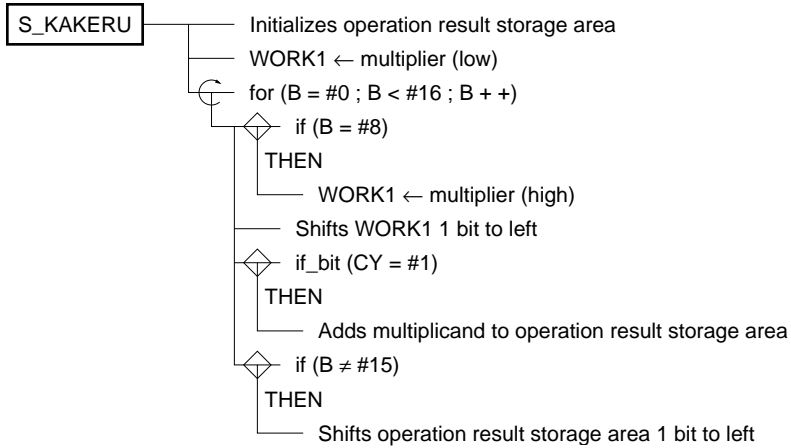 S_KAKERU
Initializes operation result storage area
WORK1 ← multiplier (low)
for (B = #0 ; B < #16 ; B + +)
if (B = #8)
THEN
WORK1 ← multiplier (high)
Shifts WORK1 1 bit to left
if_bit (CY = #1)
THEN
Adds multiplicand to operation result storage area
if (B ≠ #15)
THEN
Shifts operation result storage area 1 bit to left